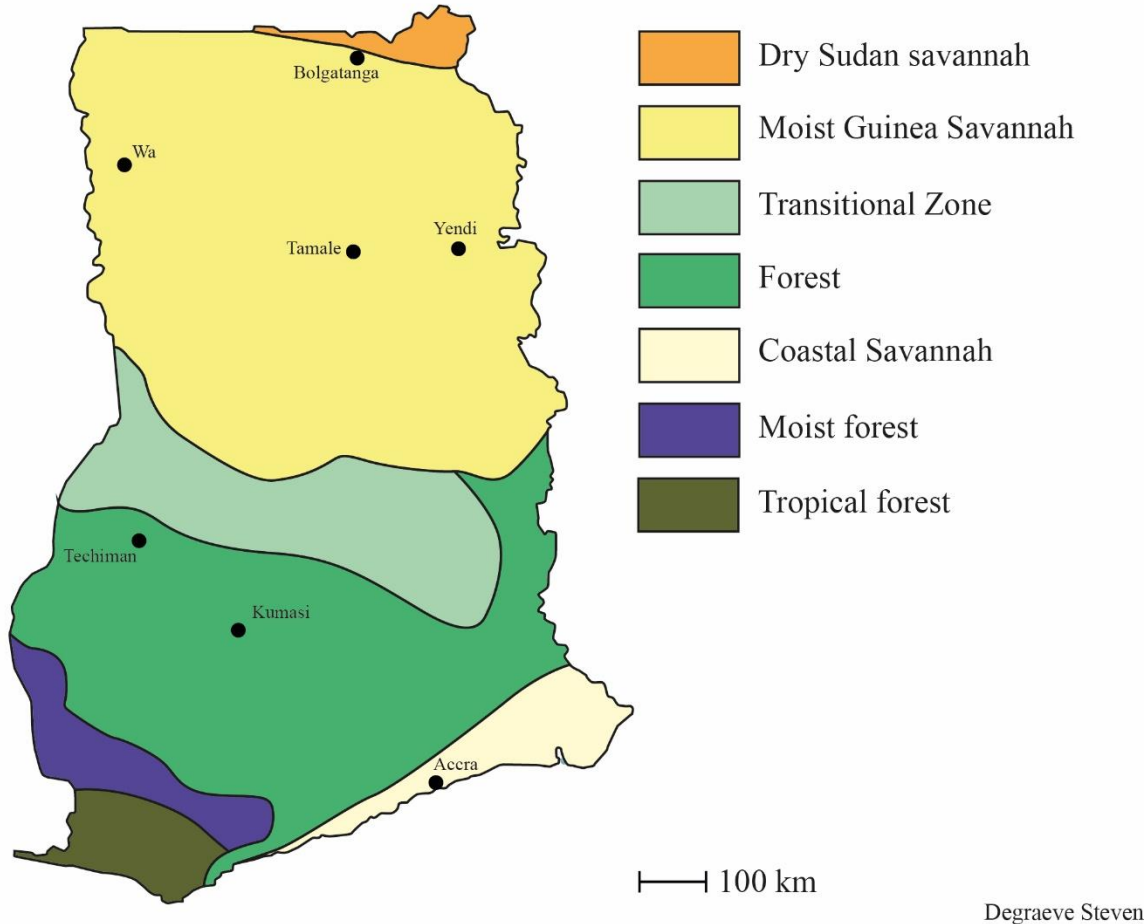 Bolgatanga
Wa
Tamale
Yendi
Techiman
Kumasi
Accra
Dry Sudan savannah
Moist Guinea Savannah
Transitional Zone
Forest
Coastal Savannah
Moist forest
Tropical forest
100 km
Degraeve Steven